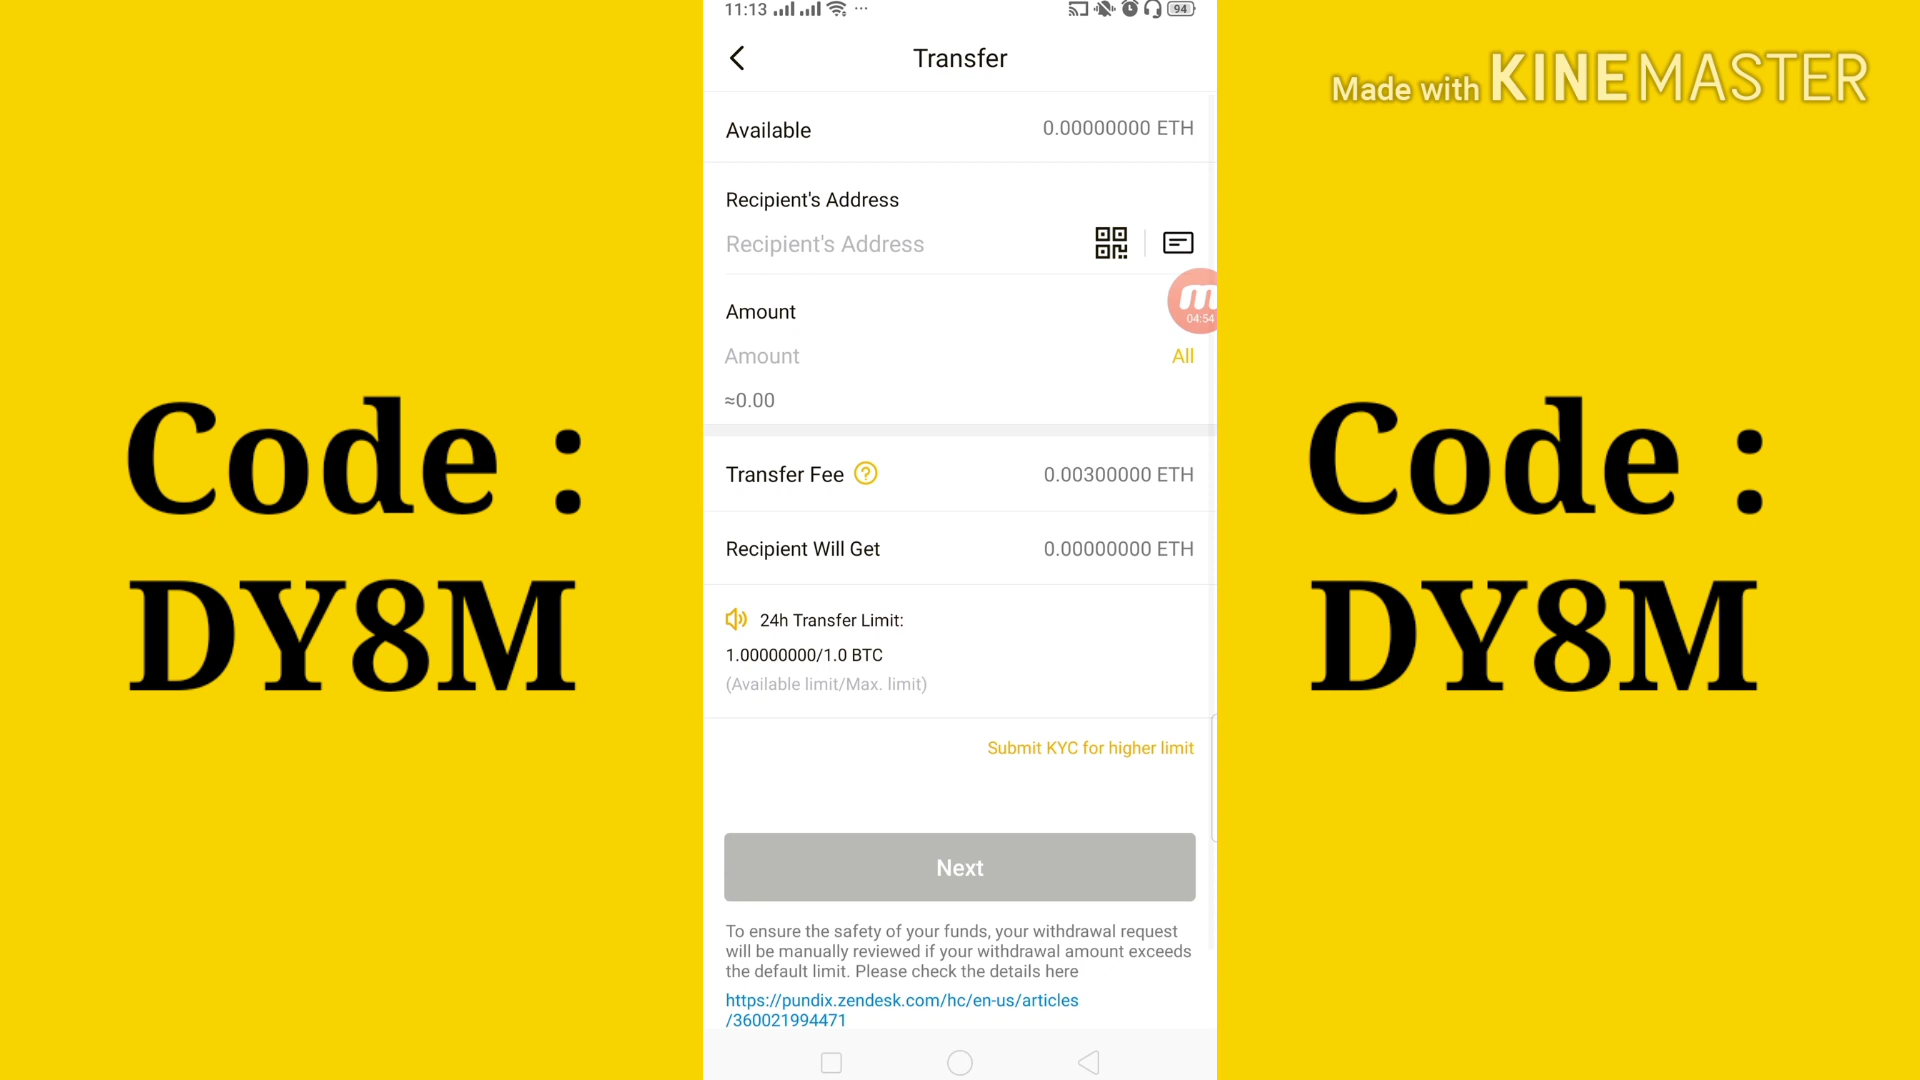 11:13
94
Transfer
Made with KINEMASTER
Available
0.00000000 ETH
Recipient's Address
Recipient's Address
Amount
m
04:54
Amount
All
≈0.00
Code :
DY8M
Transfer Fee ?
0.00300000 ETH
Recipient Will Get
0.00000000 ETH
24h Transfer Limit:
1.00000000/1.0 BTC
(Available limit/Max. limit)
Submit KYC for higher limit
Next
To ensure the safety of your funds, your withdrawal request
will be manually reviewed if your withdrawal amount exceeds
the default limit. Please check the details here
https://pundix.zendesk.com/hc/en-us/articles
/360021994471
Code :
DY8M